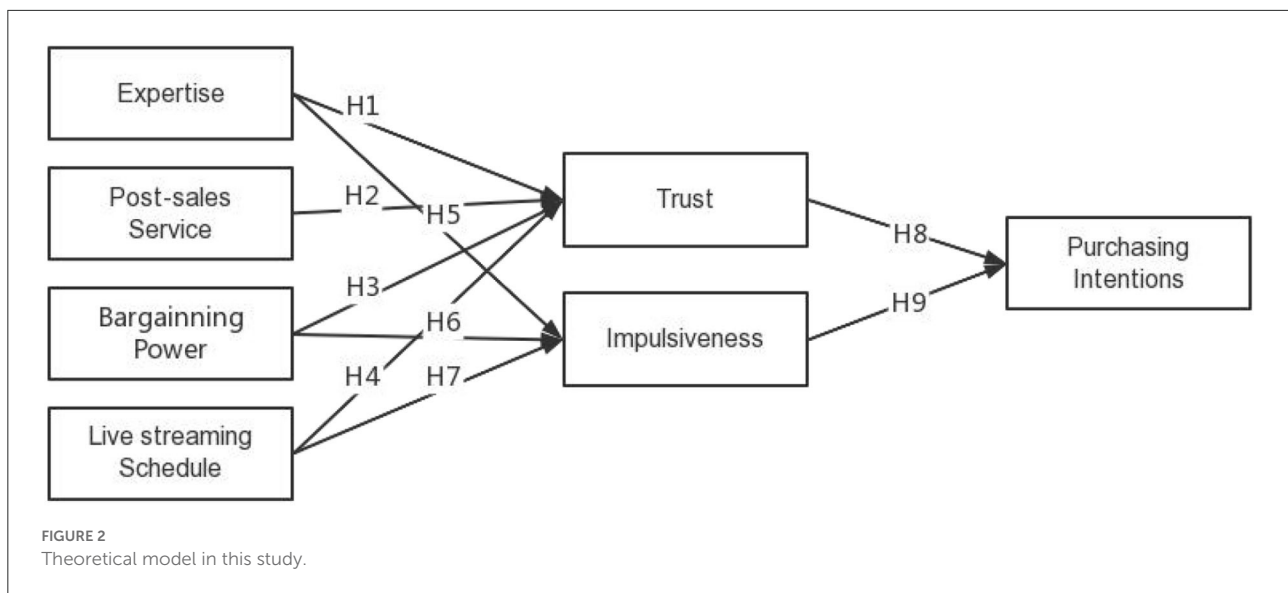 Expertise
Post-sales
Service
Bargainning
Power
Live streaming
Schedule
H1
H2
H5
H3
H6
H4
H7
Trust
Impulsiveness
H8
H9
Purchasing
Intentions
FIGURE 2
Theoretical model in this study.